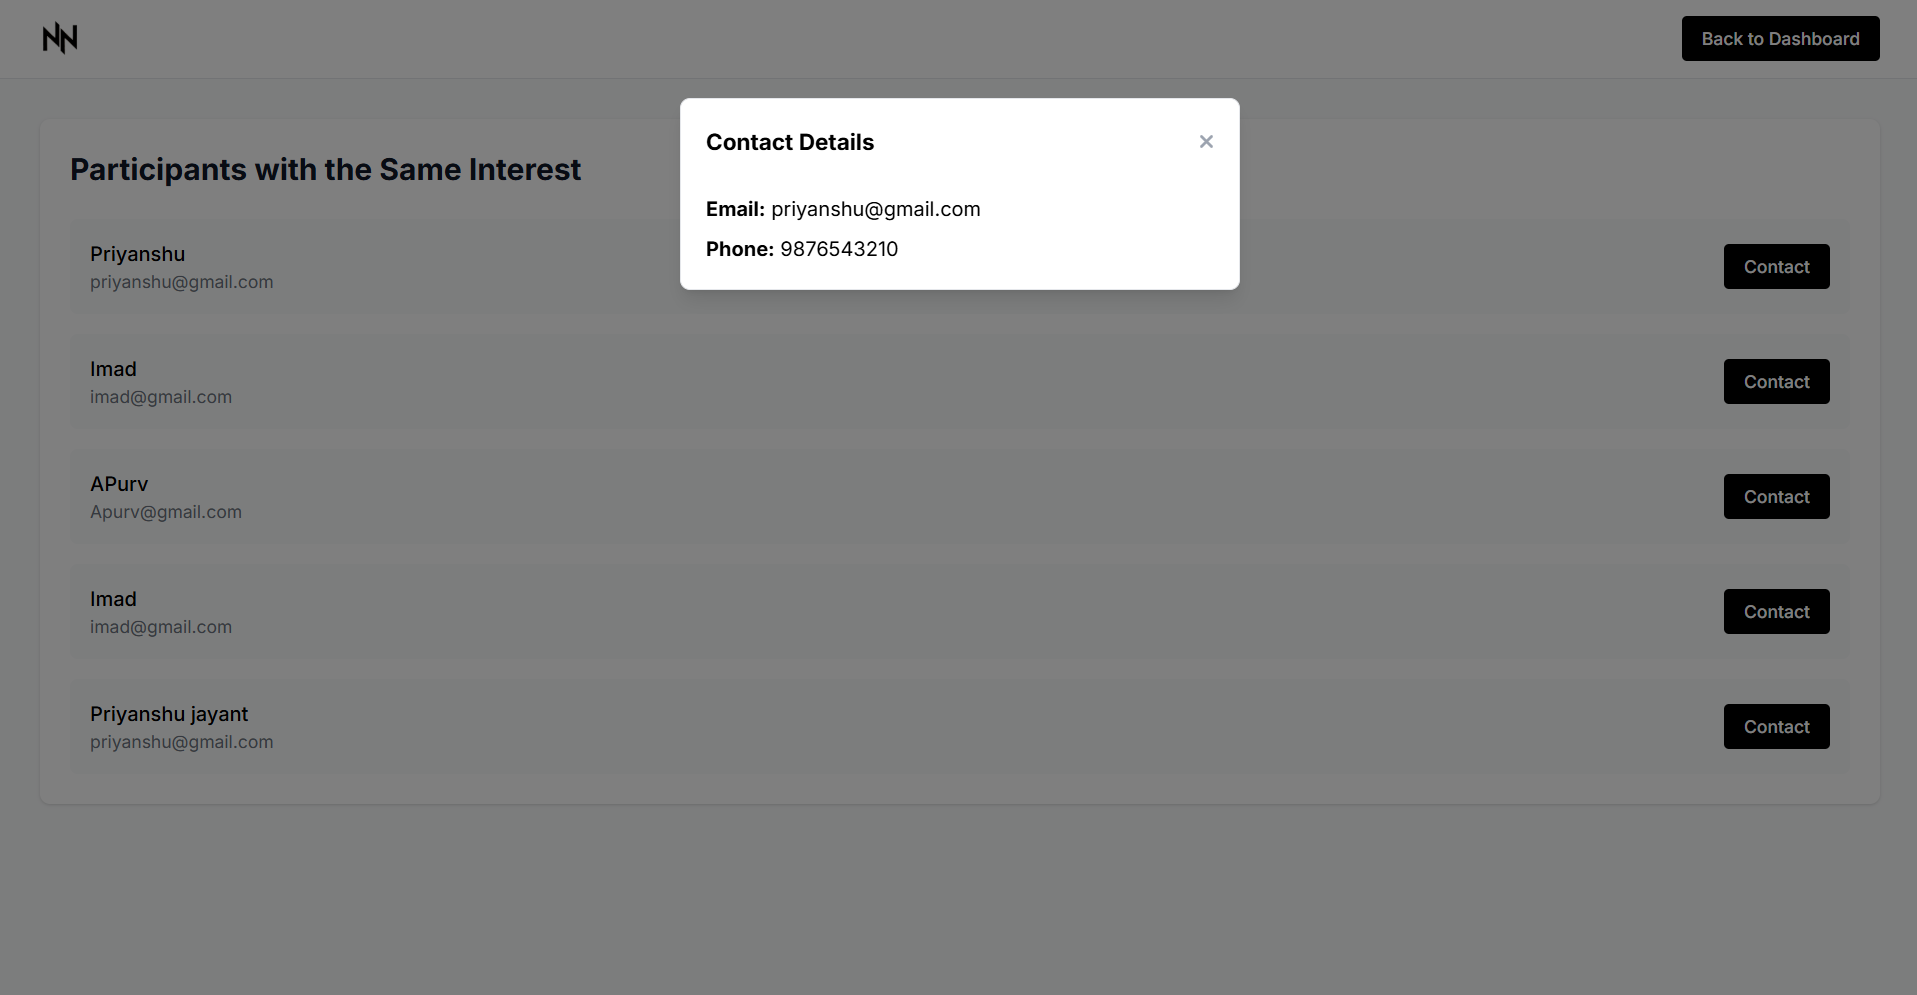 Back to Dashboard
Contact Details
Email: priyanshu@gmail.com
Phone: 9876543210
Participants with the Same Interest
Priyanshu
priyanshu@gmail.com
Contact
Imad
imad@gmail.com
Contact
APurv
Apurv@gmail.com
Contact
Imad
imad@gmail.com
Contact
Priyanshu jayant
priyanshu@gmail.com
Contact